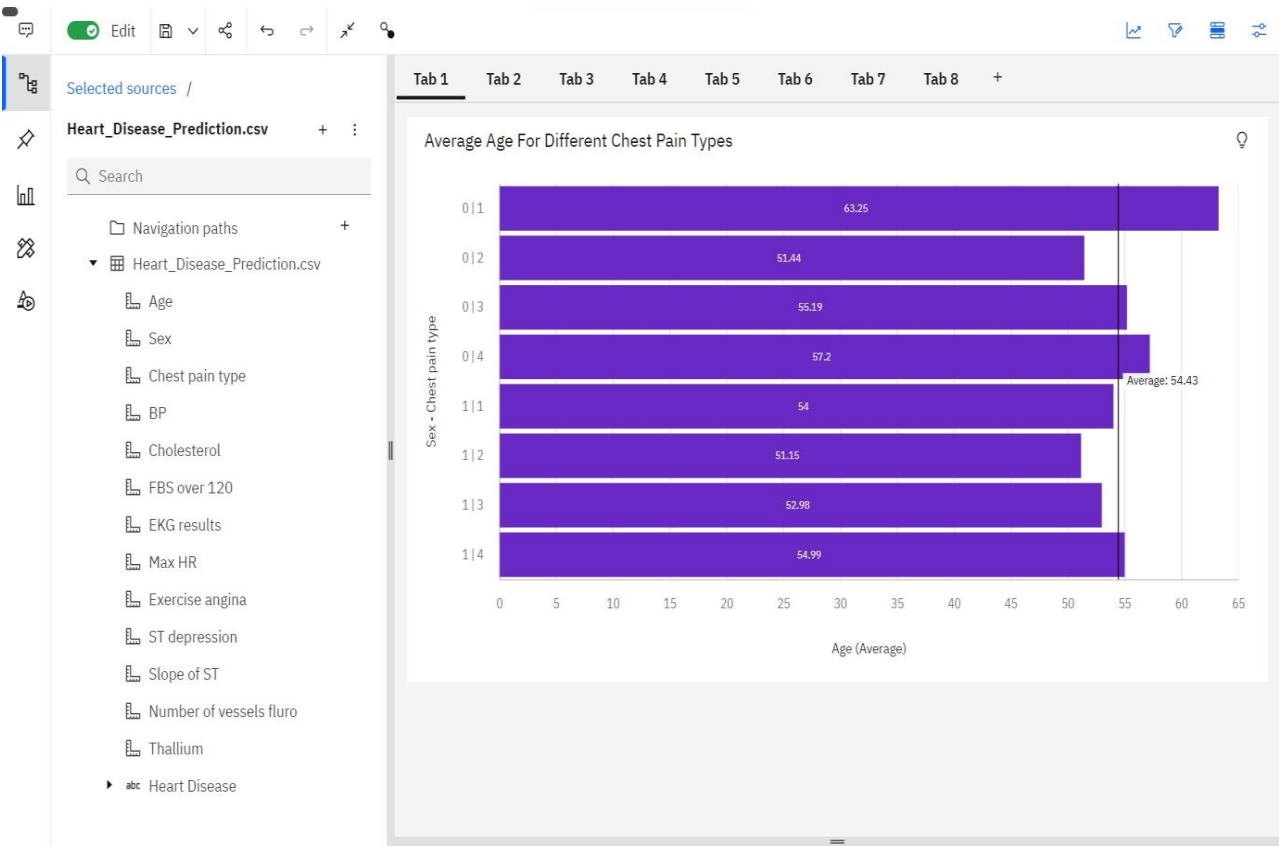 Edit
Tab 1 Tab 2 Tab 3 Tab 4 Tab 5 Tab 6 Tab 7 Tab 8 +
Selected sources /
Heart_Disease_Prediction.csv + ⋮
Search
Navigation paths +
Heart_Disease_Prediction.csv
Age
Sex
Chest pain type
BP
Cholesterol
FBS over 120
EKG results
Max HR
Exercise angina
ST depression
Slope of ST
Number of vessels fluro
Thallium
abc Heart Disease
Average Age For Different Chest Pain Types
Sex - Chest pain type
0|1 63.25
0|2 51.44
0|3 55.19
0|4 57.2
Average: 54.43
1|1 54
1|2 51.15
1|3 52.98
1|4 54.99
0 5 10 15 20 25 30 35 40 45 50 55 60 65
Age (Average)